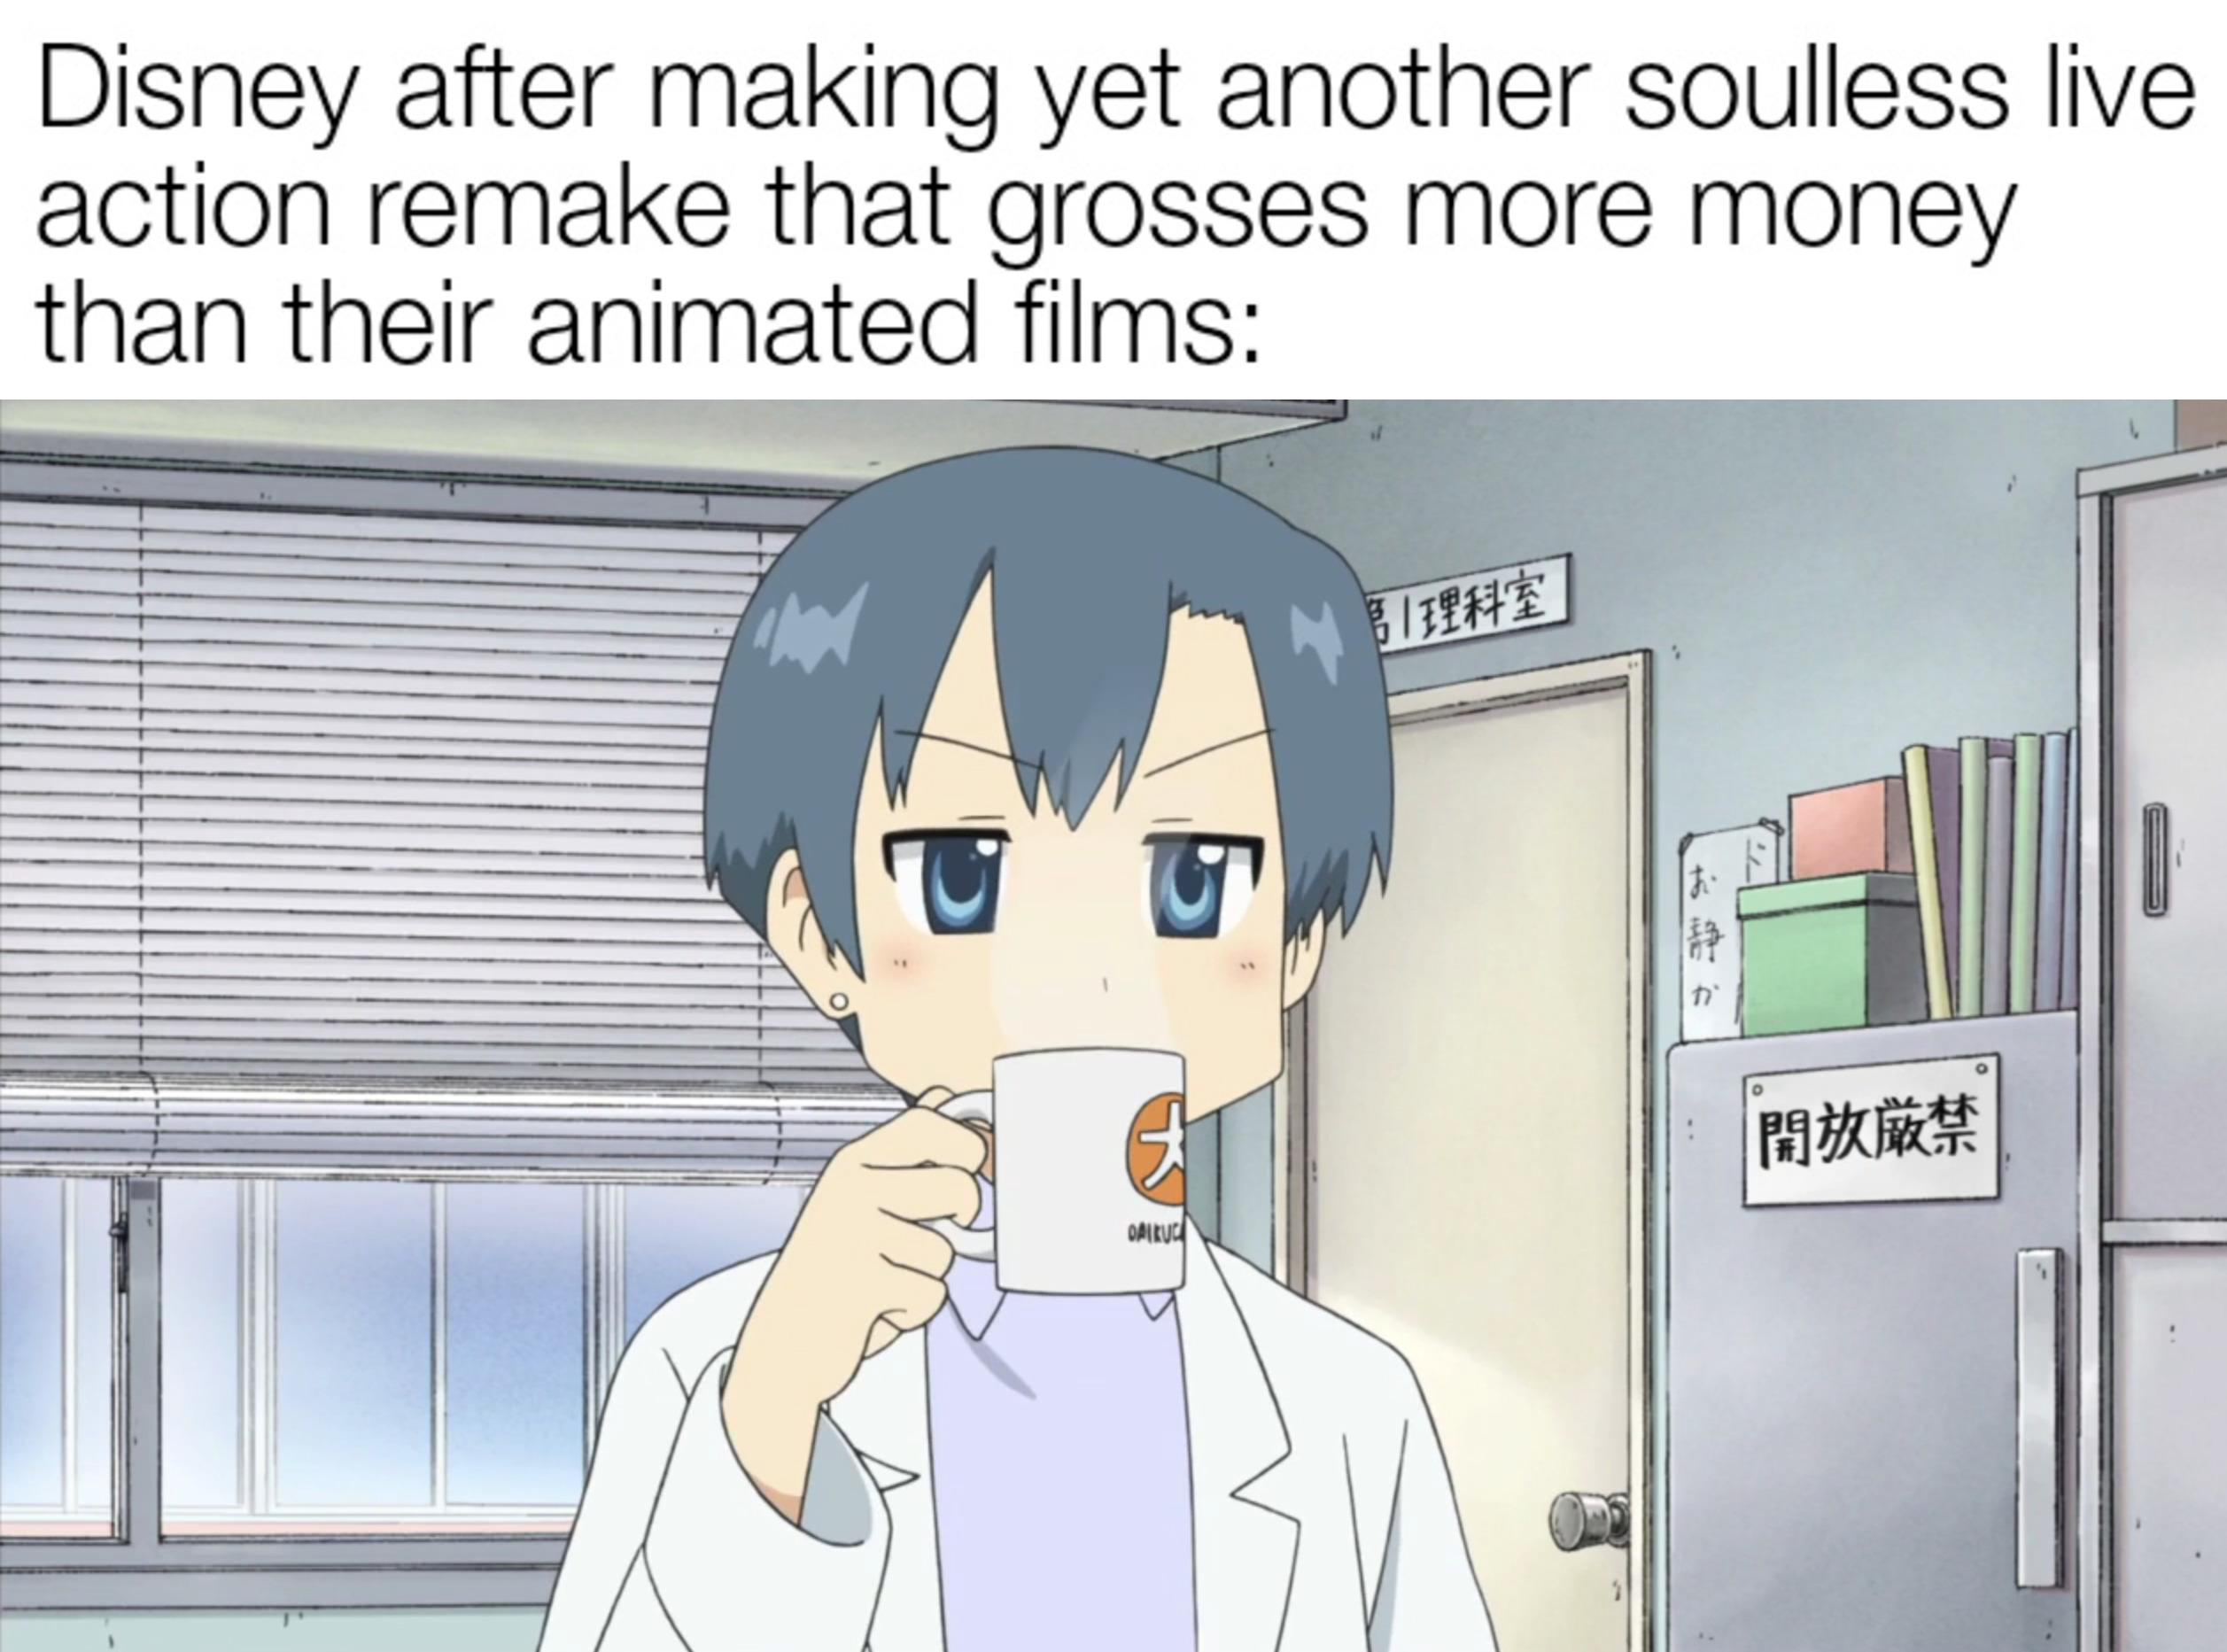 Disney after making yet another soulless live
action remake that grosses more money
than their animated films:
1理科室
お静か
開放厳禁
大